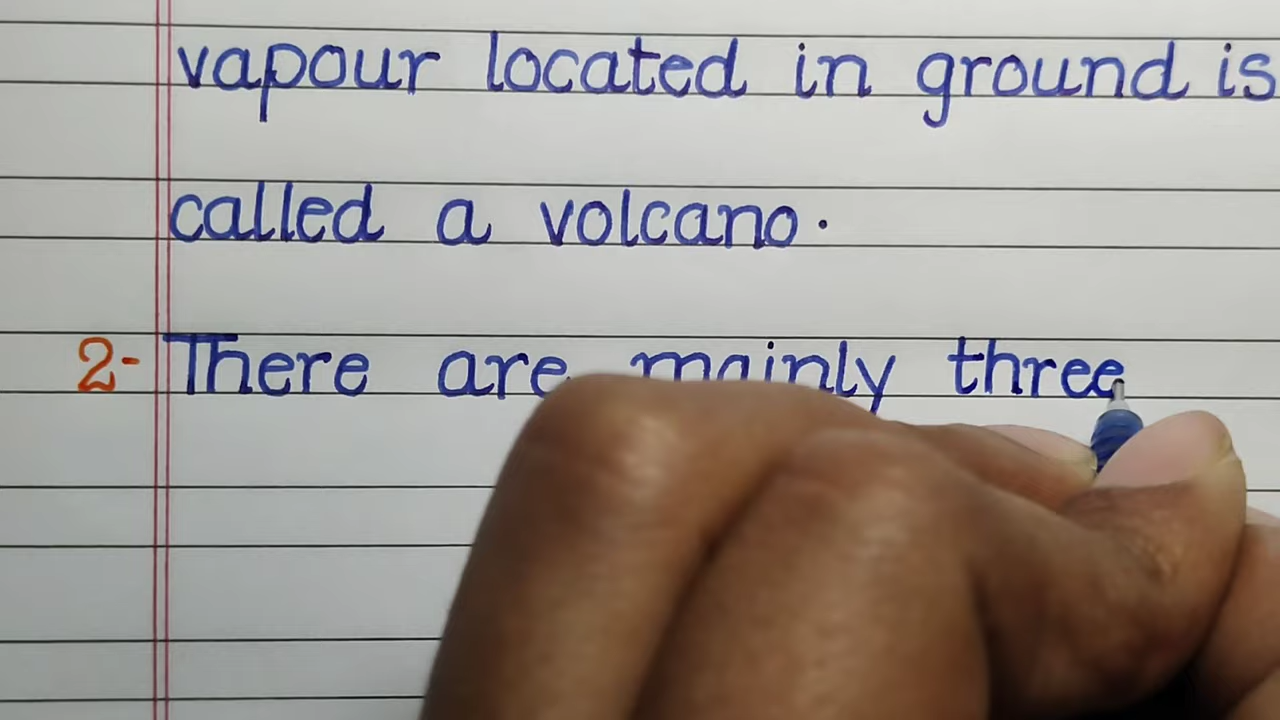 vapour located in ground is
called a volcano.
2- There are mainly three